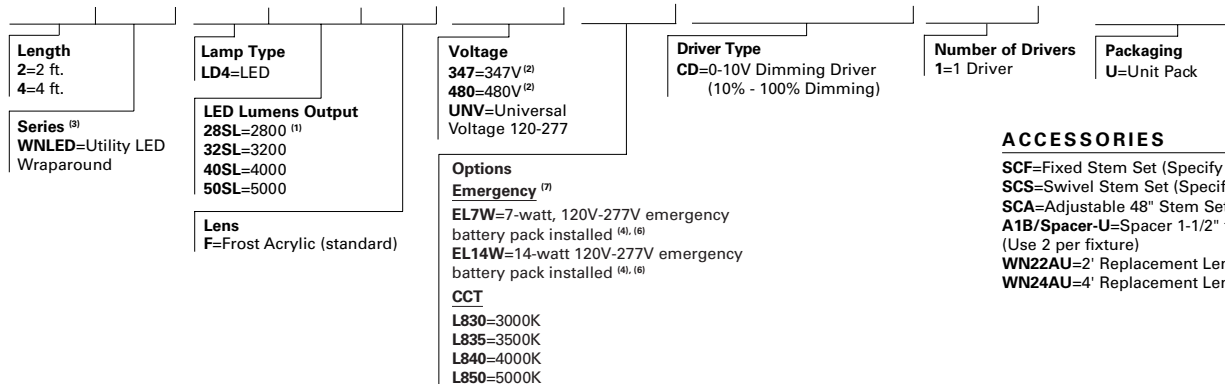 Length
2=2 ft.
4=4 ft.
Series (3)
WNLED=Utility LED
Wraparound
Lamp Type
LD4=LED
LED Lumens Output
28SL=2800 (1)
32SL=3200
40SL=4000
50SL=5000
Lens
F=Frost Acrylic (standard)
Voltage
347=347V (2)
480=480V (2)
UNV=Universal
Voltage 120-277
Options
Emergency (7)
EL7W=7-watt, 120V-277V emergency
battery pack installed (4), (6)
EL14W=14-watt 120V-277V emergency
battery pack installed (4), (6)
CCT
L830=3000K
L835=3500K
L840=4000K
L850=5000K
Driver Type
CD=0-10V Dimming Driver
(10% - 100% Dimming)
Number of Drivers
1=1 Driver
Packaging
U=Unit Pack
ACCESSORIES
SCF=Fixed Stem Set (Specify
SCS=Swivel Stem Set
SCA=Adjustable 48" Stem
A1B/Spacer-U=Spacer 1-1/2"
(Use 2 per fixture)
WN22AU=2' Replacement
WN24AU=4' Replacement